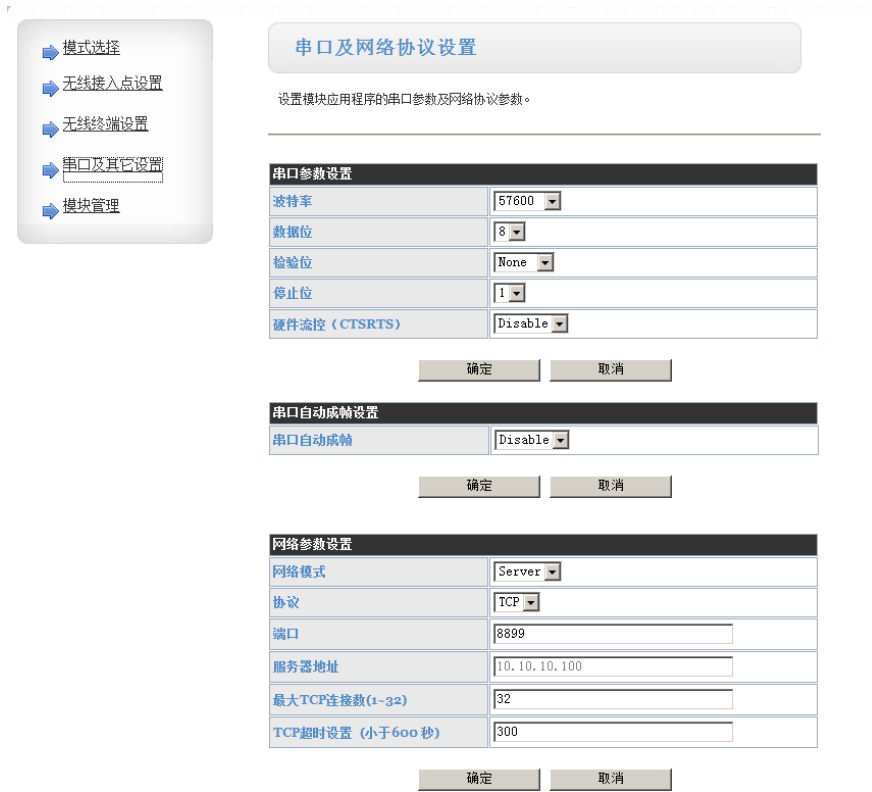 模式选择
无线接入点设置
无线终端设置
串口及其它设置
模块管理
串口及网络协议设置
设置模块应用程序的串口参数及网络协议参数。
串口参数设置
波特率 57600
数据位 8
检验位 None
停止位 1
硬件流控（CTSRTS） Disable
确定 取消
串口自动成帧设置
串口自动成帧 Disable
确定 取消
网络参数设置
网络模式 Server
协议 TCP
端口 8899
服务器地址 10.10.10.100
最大TCP连接数(1~32) 32
TCP超时设置（小于600 秒） 300
确定 取消